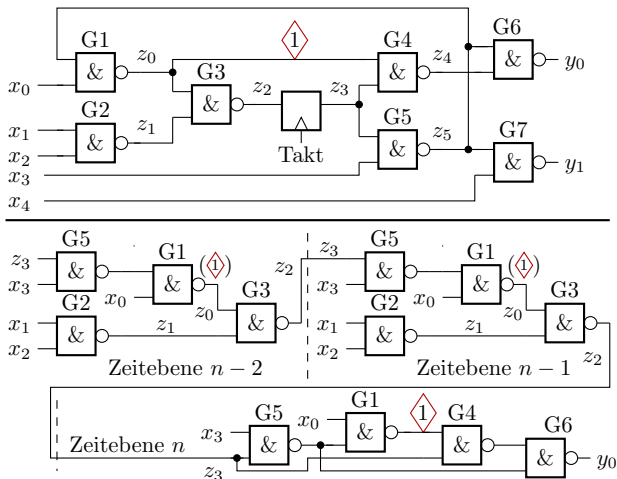 G1 z₀ 1 G4 z₄ G6
& & & y₀
x₀ G3 z₂ z₃
G2 &
x₁ z₁ G5 z₅ G7
x₂ & Takt & & y₁
x₃
x₄
G5 G1 (1) z₂ z₃ G5 G1 (1)
z₃ & & & &
x₃ x₀ z₀ G3 x₃ x₀ z₀ G3
G2 & G2 &
x₁ & z₁ x₁ & z₁
x₂ x₂ z₂
Zeitebene n − 2 Zeitebene n − 1
G5 x₀ G1 1 G4 G6
x₃ & &
Zeitebene n & & y₀
z₃